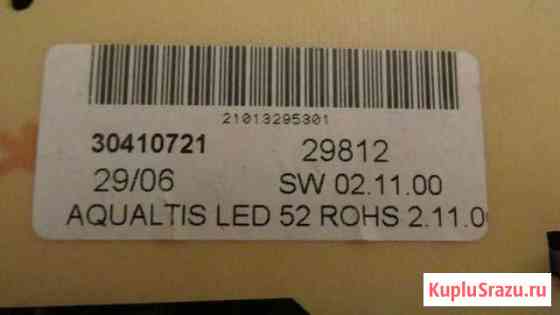 21013295301
30410721 29812
29/06 SW 02.11.00
AQUALTIS LED 52 ROHS 2.11.0
KupluSrazu.ru